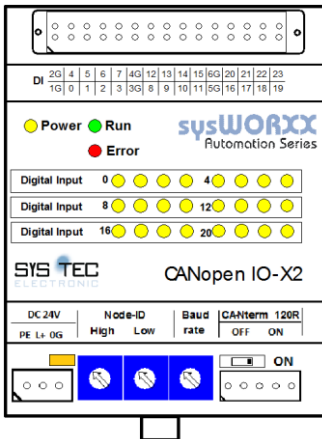 DI 2G 4 5 6 7 4G 12 13 14 15 6G 20 21 22 23
1G 0 1 2 3 3G 8 9 10 11 5G 16 17 18 19
Power Run
Error
sysWORXX
Automation Series
Digital Input 0 4
Digital Input 8 12
Digital Input 16 20
SYS TEC
ELECTRONIC
CANopen IO-X2
DC 24V Node-ID Baud CANterm 120R
PE L+ 0G High Low rate OFF ON
ON